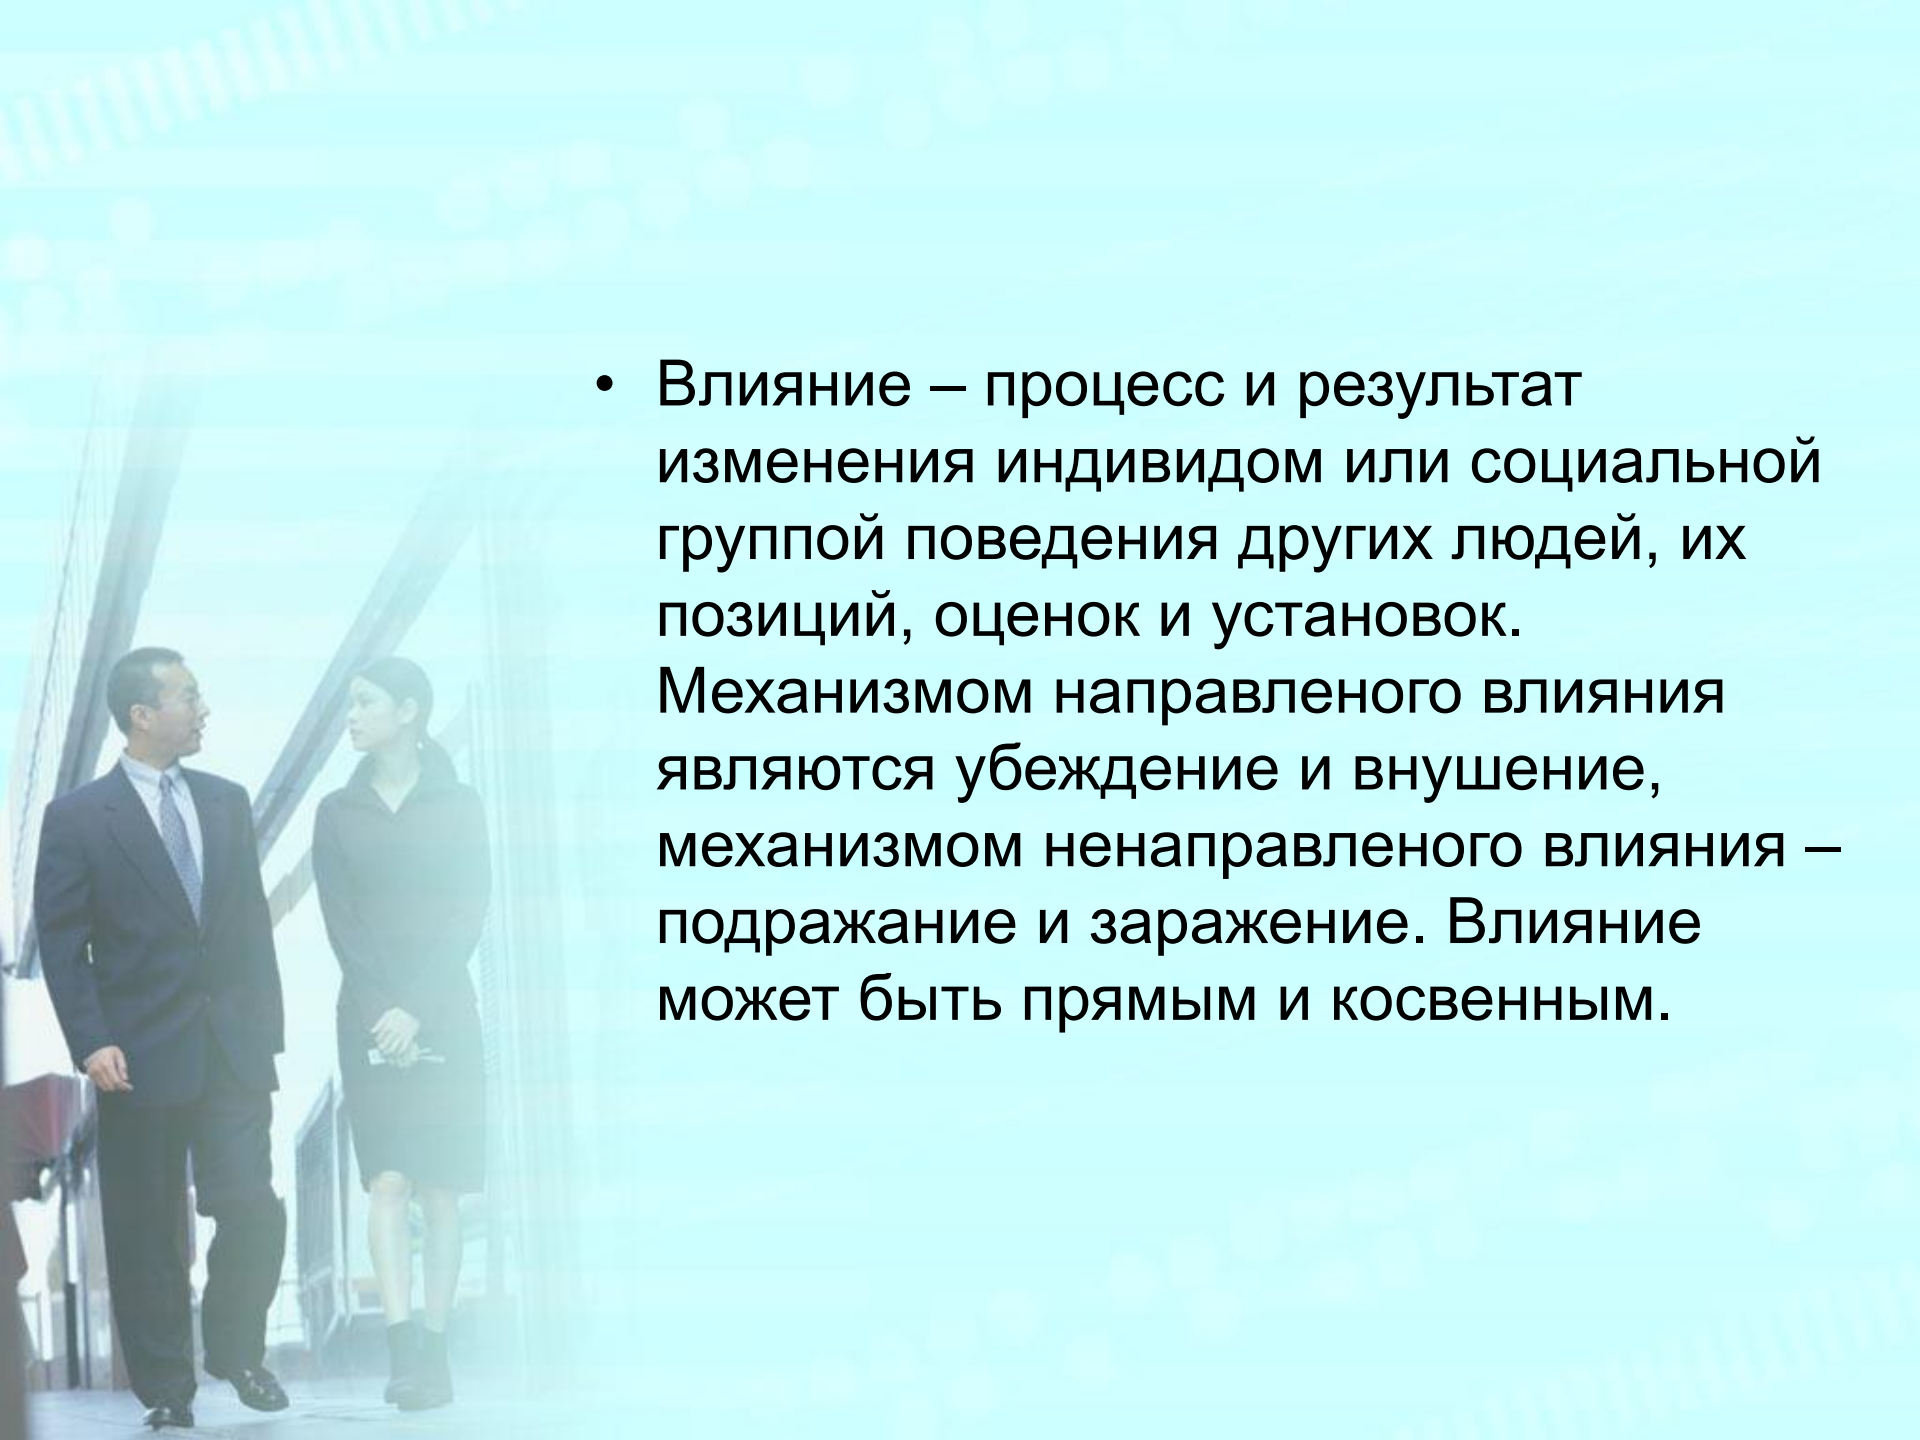 • Влияние – процесс и результат
изменения индивидом или социальной
группой поведения других людей, их
позиций, оценок и установок.
Механизмом направленого влияния
являются убеждение и внушение,
механизмом ненаправленого влияния –
подражание и заражение. Влияние
может быть прямым и косвенным.